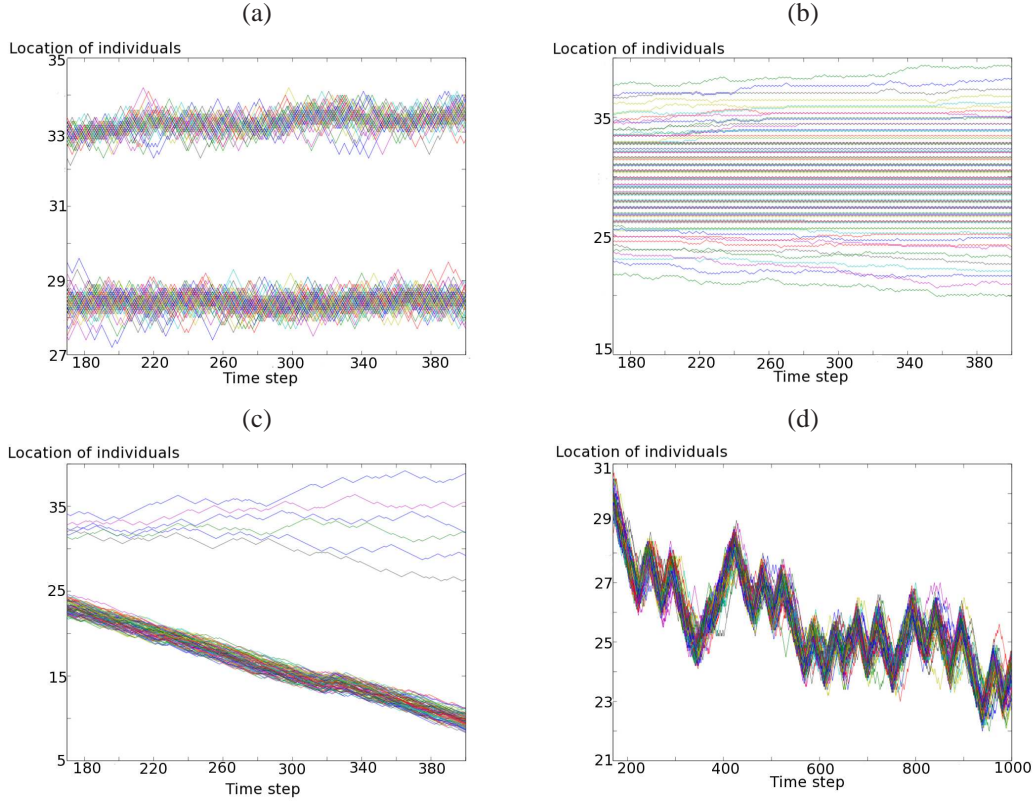 (a)
Location of individuals
35
33
31
29
27
180 220 260 300 340 380
Time step
(b)
Location of individuals
35
25
15
180 220 260 300 340 380
Time step
(c)
Location of individuals
35
25
15
5
180 220 260 300 340 380
Time step
(d)
Location of individuals
31
29
27
25
23
21
200 400 600 800 1000
Time step